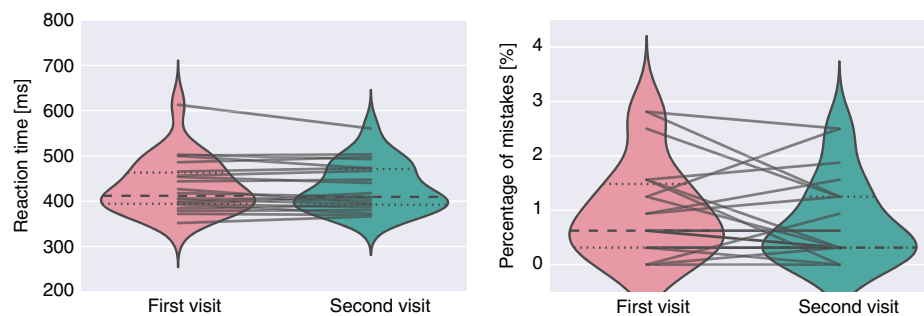 Reaction time [ms]
800
700
600
500
400
300
200
First visit
Second visit
Percentage of mistakes [%]
4
3
2
1
0
First visit
Second visit